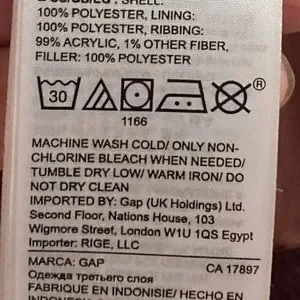 SHELL:
100% POLYESTER, LINING:
100% POLYESTER, RIBBING:
99% ACRYLIC, 1% OTHER FIBER,
FILLER: 100% POLYESTER
30
®
1166
MACHINE WASH COLD/ ONLY NON-
CHLORINE BLEACH WHEN NEEDED/
TUMBLE DRY LOW/ WARM IRON/ DO
NOT DRY CLEAN
IMPORTED BY: Gap (UK Holdings) Ltd.
Second Floor, Nations House, 103
Wigmore Street, London W1U 1QS Egypt
Importer: RIGE, LLC
MARCA: GAP CA 17897
Одежда третьего слоя
FABRIQUE EN INDONESIE/ HECHO EN